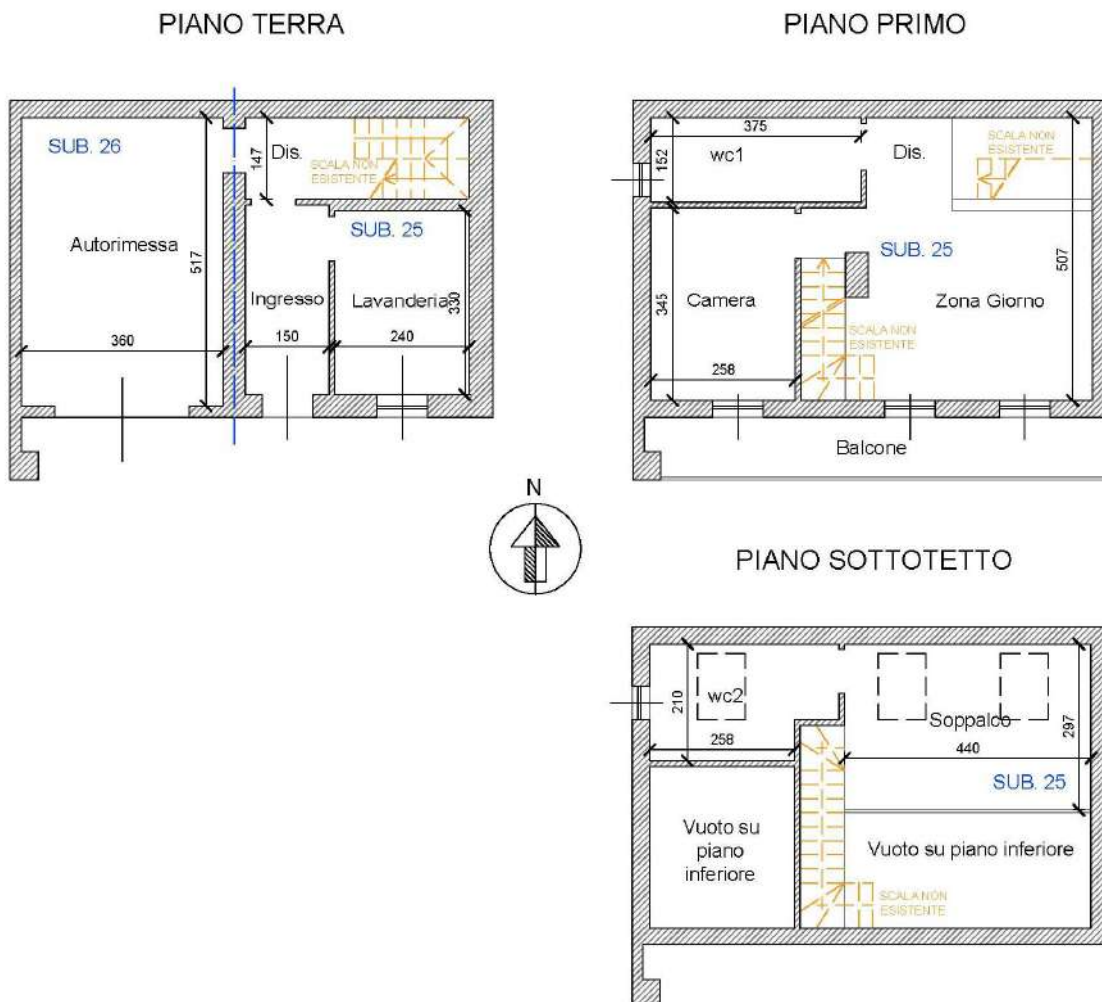 PIANO TERRA
SUB. 26
147
Dis.
SCALA NON
ESISTENTE
SUB. 25
Autorimessa
517
Ingresso
Lavanderia
330
360
150
240
PIANO PRIMO
375
wc1
152
Dis.
SCALA NON
ESISTENTE
SUB. 25
507
345
Camera
Zona Giorno
SCALA NON
ESISTENTE
258
Balcone
N
PIANO SOTTOTETTO
210
wc2
Soppalco
297
258
440
SUB. 25
Vuoto su
piano
inferiore
Vuoto su piano inferiore
SCALA NON
ESISTENTE